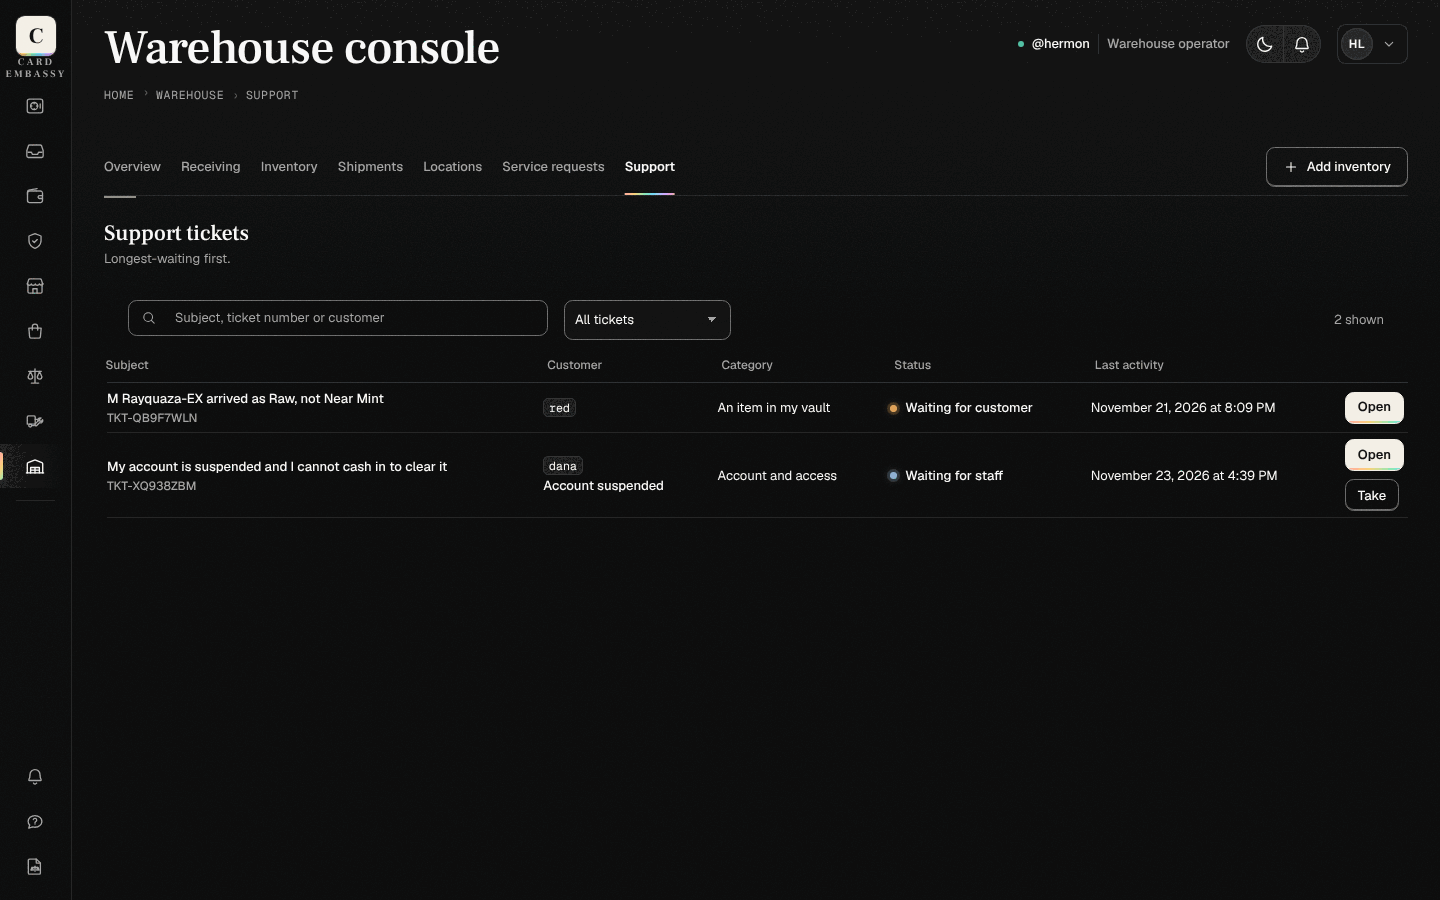 C
CARD
EMBASSY
Warehouse console
@hermon
Warehouse operator
HL
HOME › WAREHOUSE › SUPPORT
Overview
Receiving
Inventory
Shipments
Locations
Service requests
Support
+ Add inventory
Support tickets
Longest-waiting first.
Subject, ticket number or customer
All tickets
2 shown
Subject
Customer
Category
Status
Last activity
M Rayquaza-EX arrived as Raw, not Near Mint
TKT-QB9F7WLN
red
An item in my vault
Waiting for customer
November 21, 2026 at 8:09 PM
Open
My account is suspended and I cannot cash in to clear it
TKT-XQ938ZBM
dana
Account suspended
Account and access
Waiting for staff
November 23, 2026 at 4:39 PM
Open
Take